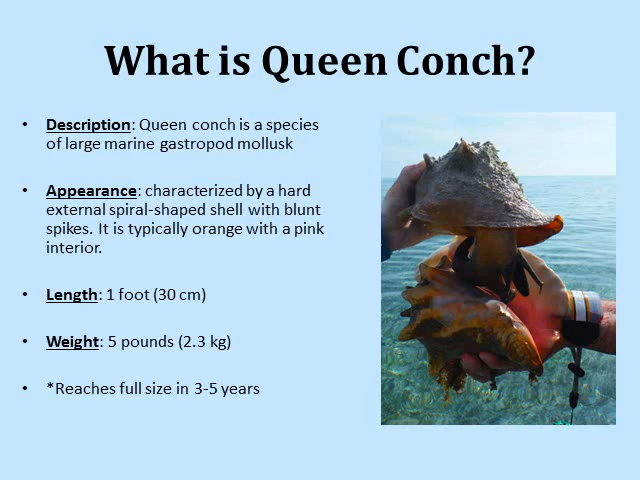 What is Queen Conch?
• Description: Queen conch is a species
of large marine gastropod mollusk
• Appearance: characterized by a hard
external spiral-shaped shell with blunt
spikes. It is typically orange with a pink
interior.
• Length: 1 foot (30 cm)
• Weight: 5 pounds (2.3 kg)
• *Reaches full size in 3-5 years